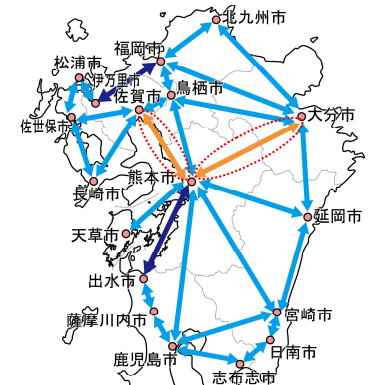 北九州市
福岡市
松浦市
伊万里市
鳥栖市
佐賀市
大分市
佐世保市
熊本市
長崎市
延岡市
天草市
出水市
宮崎市
薩摩川内市
日南市
鹿児島市
志布志市